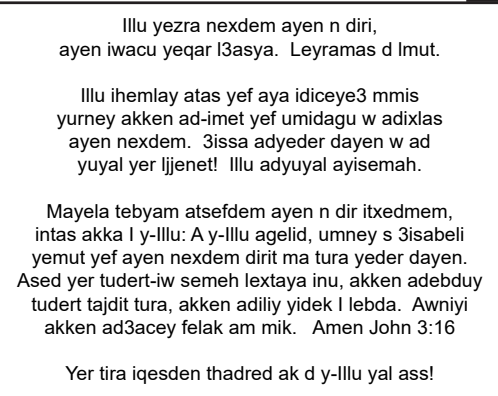 Illu yezra nexdem ayen n diri,
ayen iwacu yeqar l3asya.  Leyramas d lmut.
Illu ihemlay atas yef aya idiceye3 mmis
yurney akken ad-imet yef umidagu w adixlas
ayen nexdem.  3issa adyeder dayen w ad
yuyal yer ljjenet!  Illu adyuyal ayisemah.
Mayela tebyam atsefdem ayen n dir itxedmem,
intas akka I y-Illu: A y-Illu agelid, umney s 3isabeli
yemut yef ayen nexdem dirit ma tura yeder dayen.
Ased yer tudert-iw semeh lextaya inu, akken adebduy
tudert tajdit tura, akken adiliy yidek I lebda.  Awniyi
akken ad3acey felak am mik.   Amen John 3:16
Yer tira iqesden thadred ak d y-Illu yal ass!